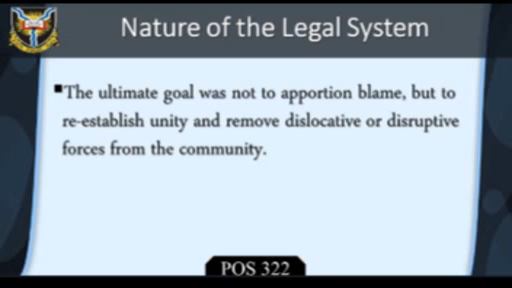 Nature of the Legal System
▪The ultimate goal was not to apportion blame, but to
re-establish unity and remove dislocative or disruptive
forces from the community.
POS 322